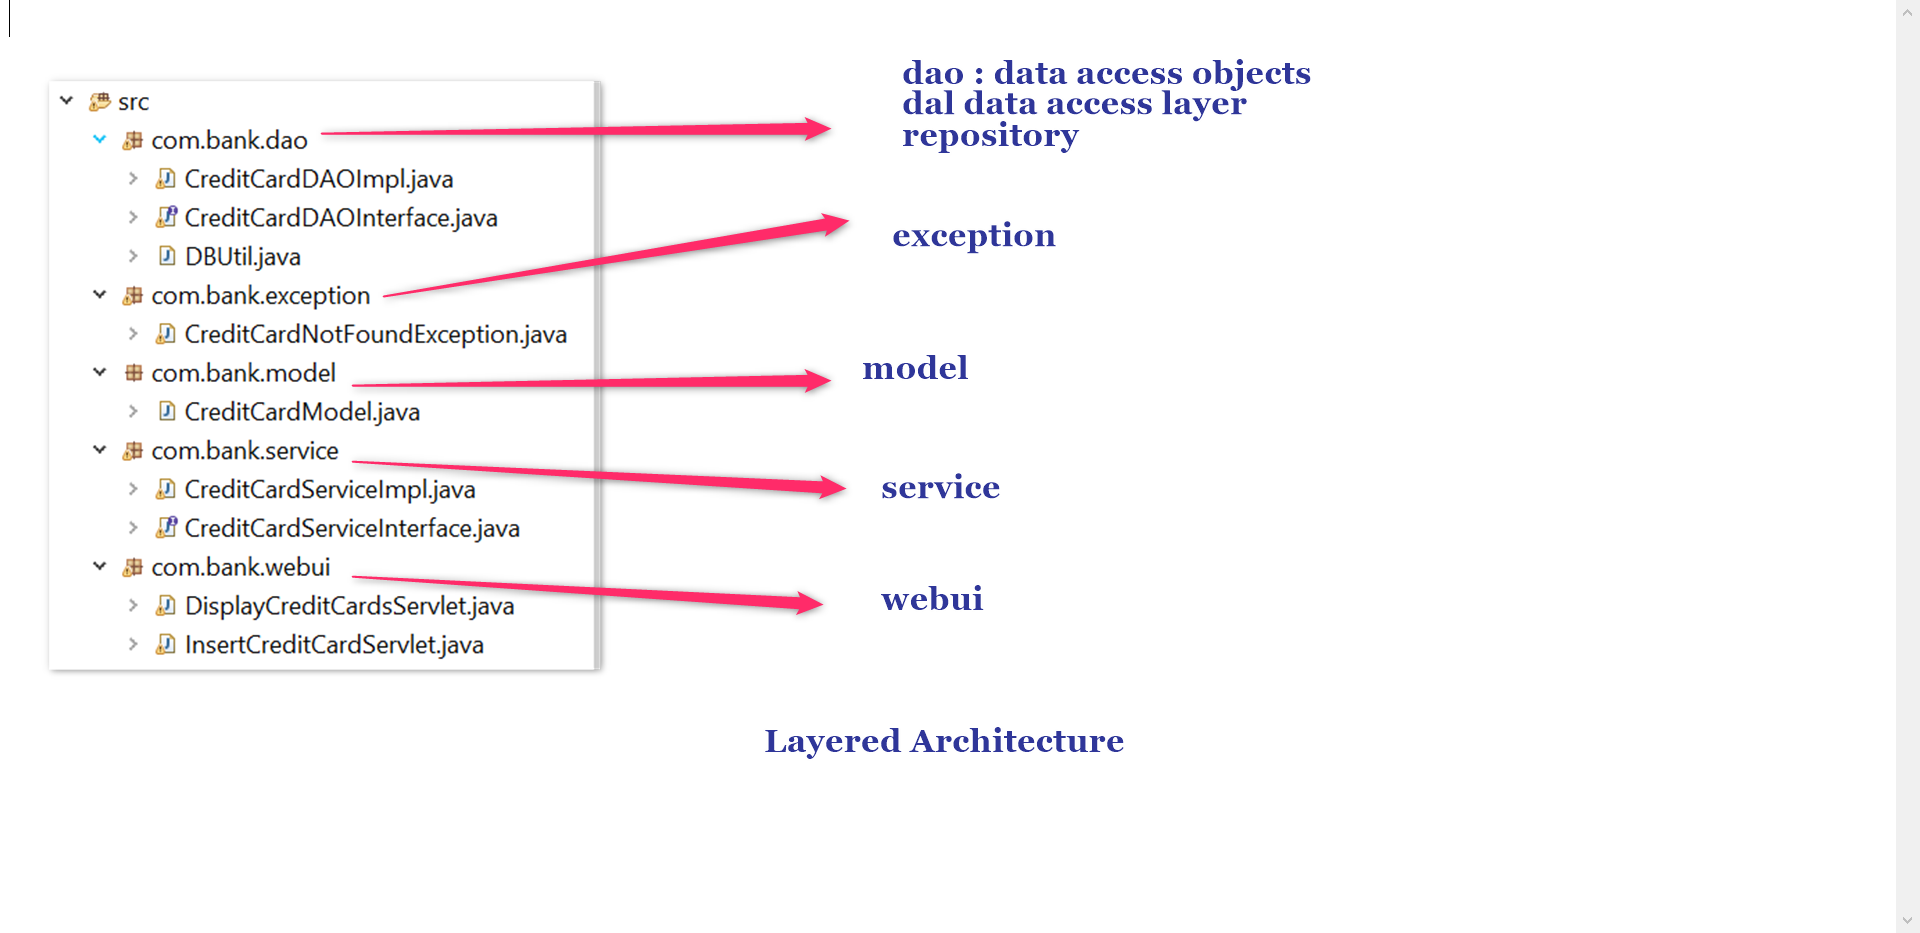 src
com.bank.dao
CreditCardDAOImpl.java
CreditCardDAOInterface.java
DBUtil.java
com.bank.exception
CreditCardNotFoundException.java
com.bank.model
CreditCardModel.java
com.bank.service
CreditCardServiceImpl.java
CreditCardServiceInterface.java
com.bank.webui
DisplayCreditCardsServlet.java
InsertCreditCardServlet.java
dao : data access objects
dal data access layer
repository
exception
model
service
webui
Layered Architecture